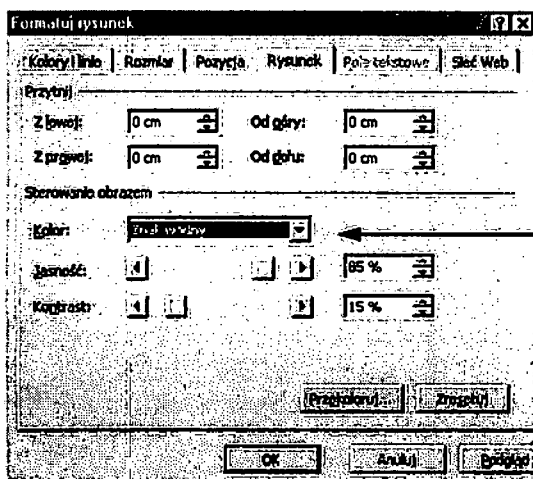 Formatuj rysunek
Kolory i linie Rozmiar Pozycja Rysunek Pole tekstowe Sieć Web
Przytnij
Z lewej: 0 cm Od góry: 0 cm
Z prawej: 0 cm Od dołu: 0 cm
Sterowanie obrazem
Kolor: Znak wodny
Jasność: 85 %
Kontrast: 15 %
Przekoloruj... Zresetuj
OK Anuluj Podgląd